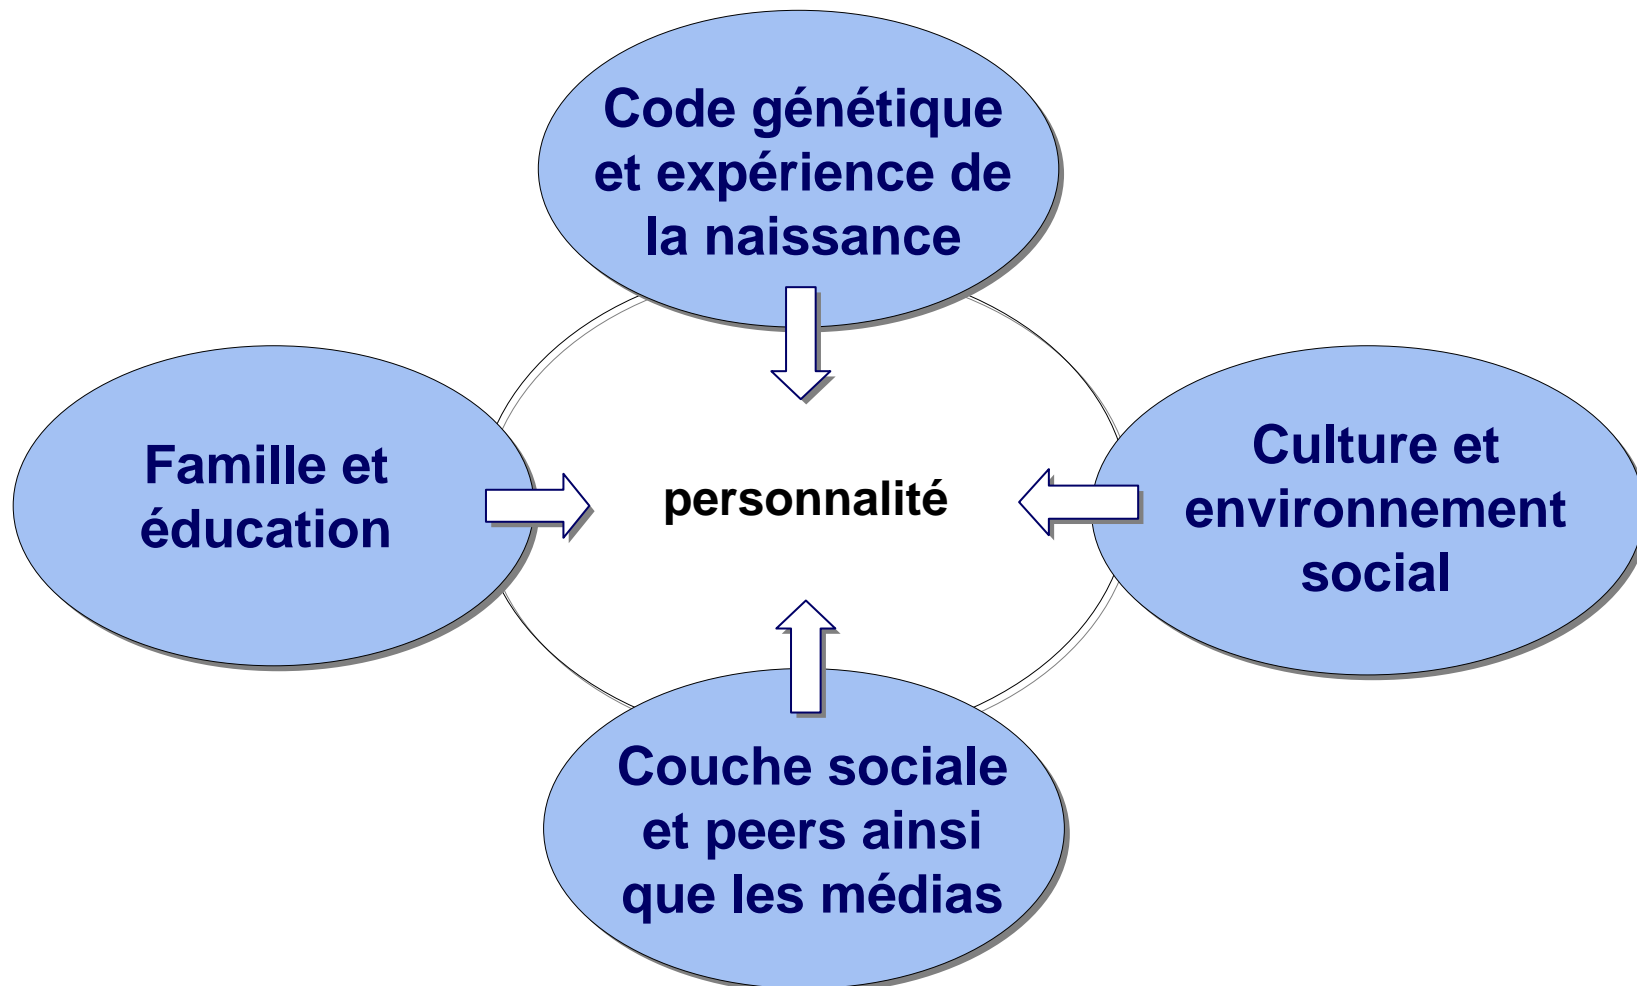 Code génétique
et expérience de
la naissance
Famille et
éducation
personnalité
Culture et
environnement
social
Couche sociale
et peers ainsi
que les médias